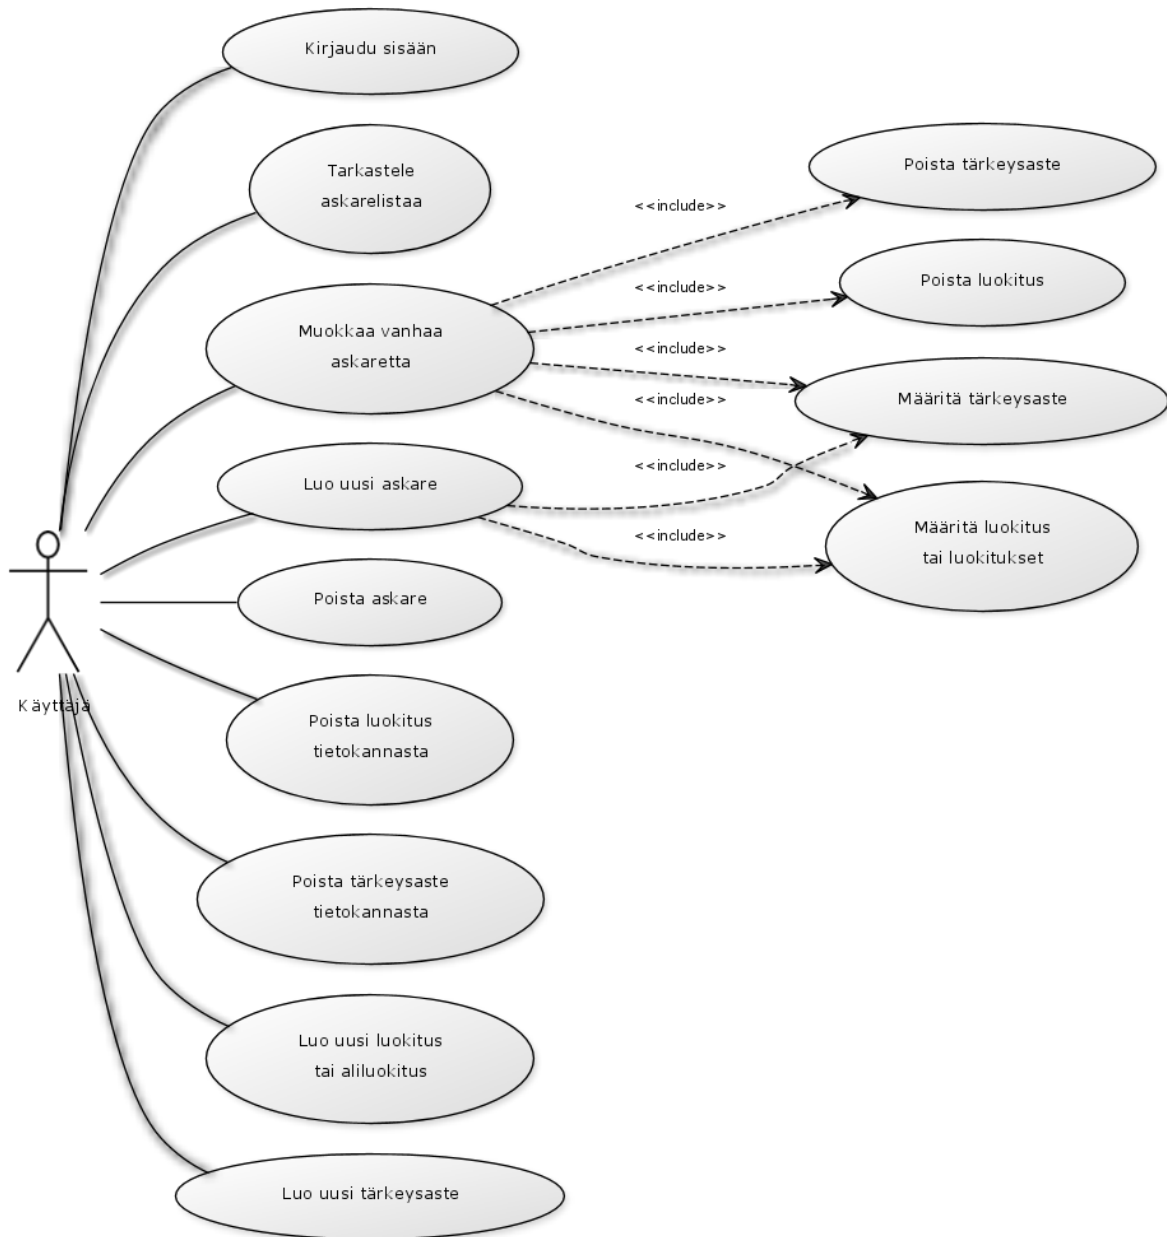 Kirjaudu sisään
Tarkastele
askarelistaa
Muokkaa vanhaa
askaretta
Luo uusi askare
Poista askare
Käyttäjä
Poista luokitus
tietokannasta
Poista tärkeysaste
tietokannasta
Luo uusi luokitus
tai aliluokitus
Luo uusi tärkeysaste
<<include>>
<<include>>
<<include>>
<<include>>
<<include>>
<<include>>
Poista tärkeysaste
Poista luokitus
Määritä tärkeysaste
Määritä luokitus
tai luokitukset